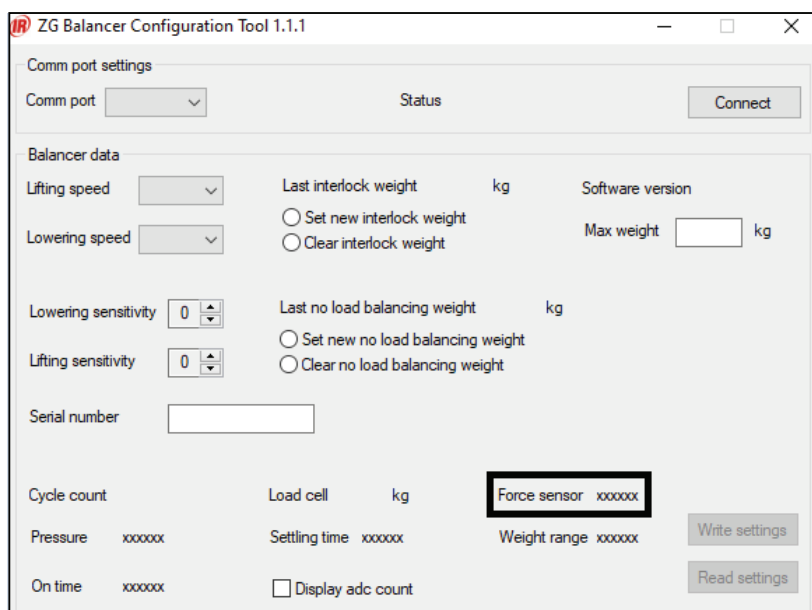 IR ZG Balancer Configuration Tool 1.1.1
Comm port settings
Comm port Status Connect
Balancer data
Lifting speed Last interlock weight kg Software version
Set new interlock weight
Lowering speed Clear interlock weight Max weight kg
Lowering sensitivity 0 Last no load balancing weight kg
Set new no load balancing weight
Lifting sensitivity 0 Clear no load balancing weight
Serial number
Cycle count Load cell kg Force sensor xxxxxx
Pressure xxxxxx Settling time xxxxxx Weight range xxxxxx Write settings
On time xxxxxx Display adc count Read settings